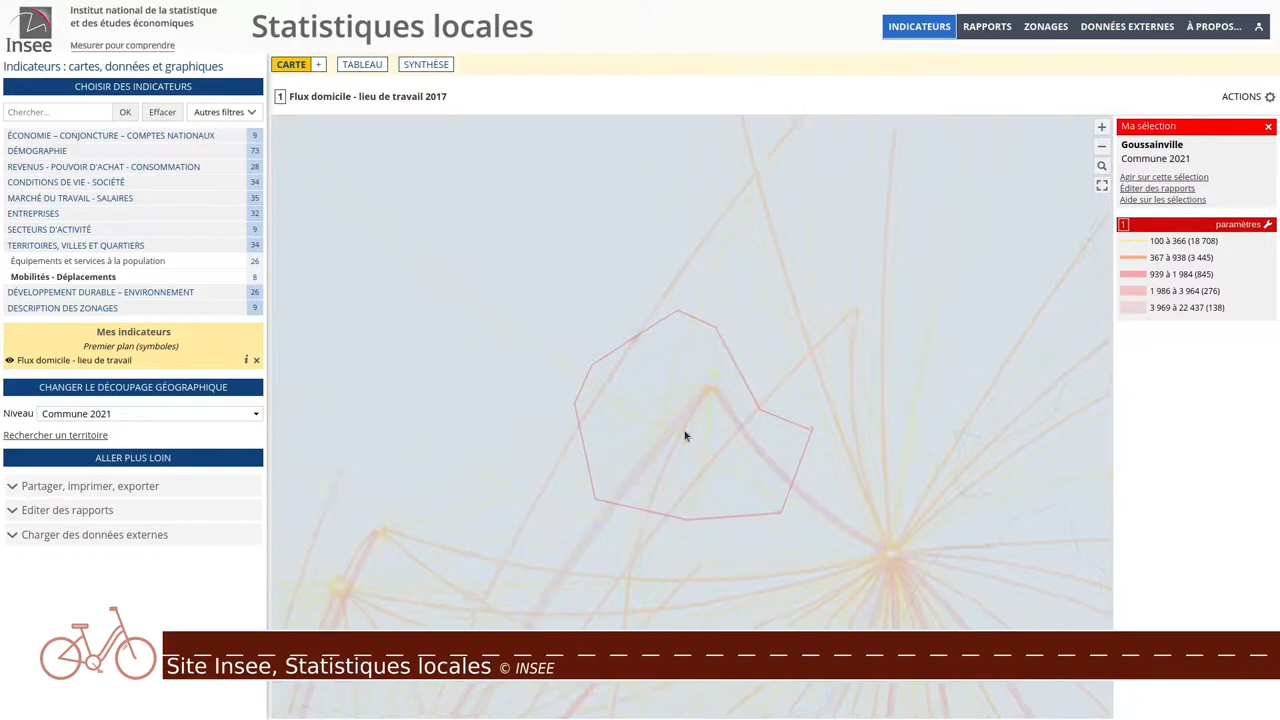 Insee
Institut national de la statistique
et des études économiques
Mesurer pour comprendre
Statistiques locales
INDICATEURS
RAPPORTS
ZONAGES
DONNÉES EXTERNES
À PROPOS...
Indicateurs : cartes, données et graphiques
CHOISIR DES INDICATEURS
Chercher...
OK
Effacer
Autres filtres
ÉCONOMIE – CONJONCTURE – COMPTES NATIONAUX 9
DÉMOGRAPHIE 73
REVENUS - POUVOIR D'ACHAT - CONSOMMATION 28
CONDITIONS DE VIE - SOCIÉTÉ 34
MARCHÉ DU TRAVAIL - SALAIRES 35
ENTREPRISES 32
SECTEURS D'ACTIVITÉ 9
TERRITOIRES, VILLES ET QUARTIERS 34
Équipements et services à la population 26
Mobilités - Déplacements 8
DÉVELOPPEMENT DURABLE – ENVIRONNEMENT 26
DESCRIPTION DES ZONAGES 9
Mes indicateurs
Premier plan (symboles)
Flux domicile - lieu de travail i ×
CHANGER LE DÉCOUPAGE GÉOGRAPHIQUE
Niveau Commune 2021
Rechercher un territoire
ALLER PLUS LOIN
Partager, imprimer, exporter
Editer des rapports
Charger des données externes
CARTE +
TABLEAU
SYNTHÈSE
1 Flux domicile - lieu de travail 2017
ACTIONS
Ma sélection
Goussainville
Commune 2021
Agir sur cette sélection
Éditer des rapports
Aide sur les sélections
1 paramètres
100 à 366 (18 708)
367 à 938 (3 445)
939 à 1 984 (845)
1 986 à 3 964 (276)
3 969 à 22 437 (138)
Site Insee, Statistiques locales © INSEE